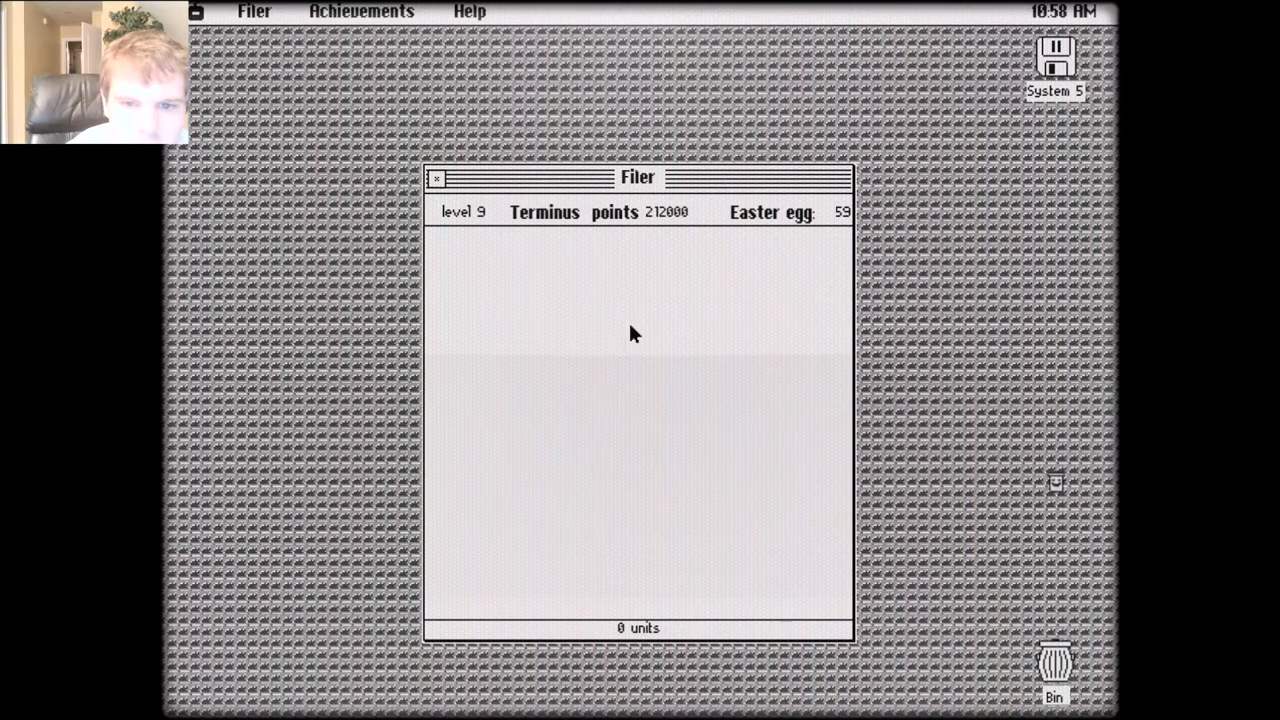 Filer Achievements Help 10:58 AM
System 5
Filer
level 9 Terminus points 212000 Easter egg: 59
0 units
Bin